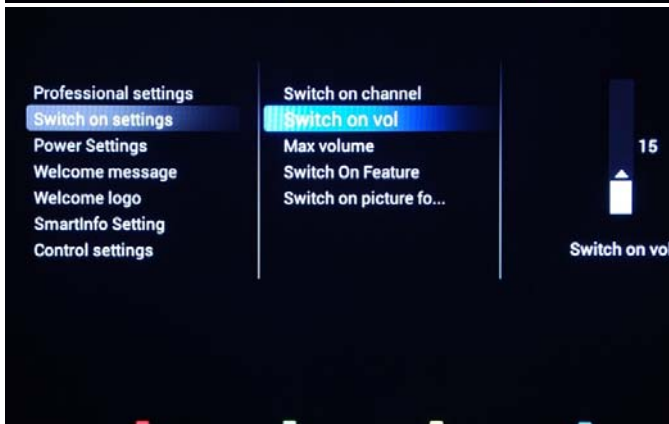 Professional settings
Switch on settings
Power Settings
Welcome message
Welcome logo
SmartInfo Setting
Control settings
Switch on channel
Switch on vol
Max volume
Switch On Feature
Switch on picture fo...
15
Switch on vol